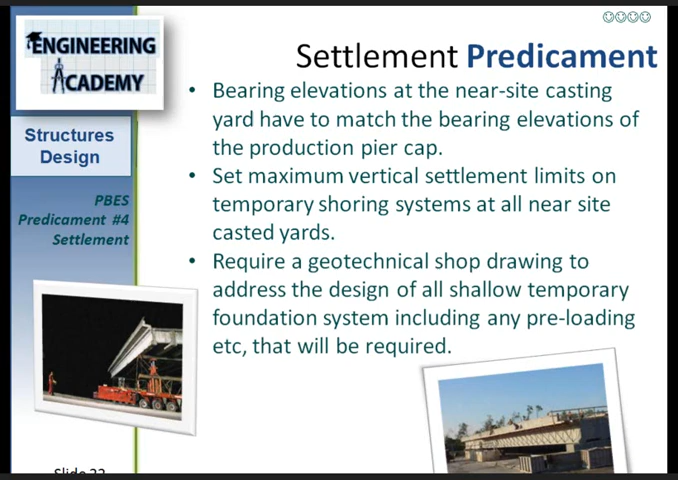 ENGINEERING
ACADEMY
Settlement Predicament
Structures
Design
PBES
Predicament #4
Settlement
• Bearing elevations at the near-site casting
yard have to match the bearing elevations of
the production pier cap.
• Set maximum vertical settlement limits on
temporary shoring systems at all near site
casted yards.
• Require a geotechnical shop drawing to
address the design of all shallow temporary
foundation system including any pre-loading
etc, that will be required.
Slide 22